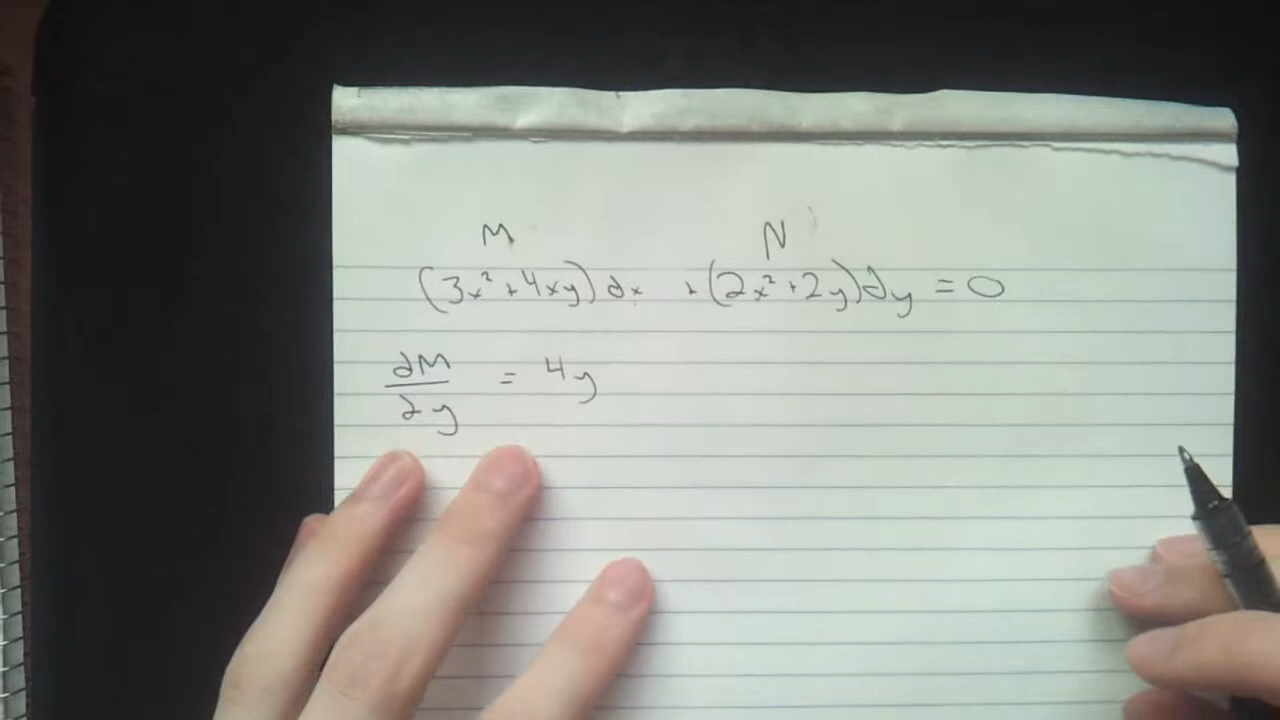 M N
(3x² + 4xy) dx + (2x² + 2y) dy = 0
∂M/∂y = 4y